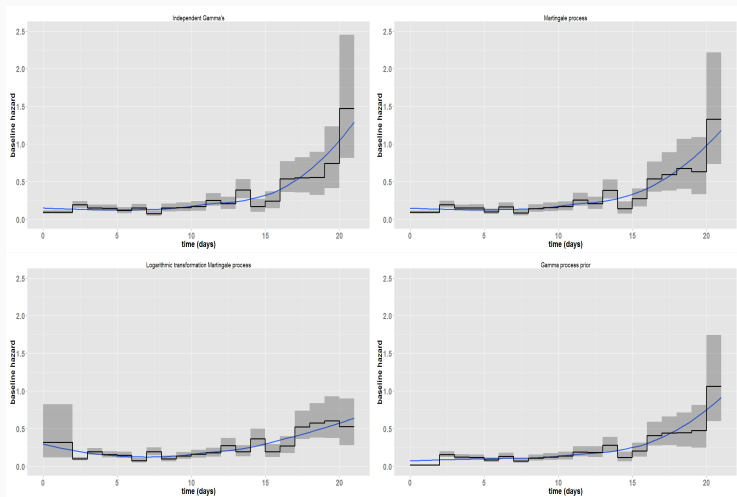 Independent Gamma's
2.5
2.0
1.5
1.0
0.5
0.0
baseline hazard
0 5 10 15 20
time (days)
Martingale process
2.5
2.0
1.5
1.0
0.5
0.0
baseline hazard
0 5 10 15 20
time (days)
Logarithmic transformation Martingale process
2.5
2.0
1.5
1.0
0.5
0.0
baseline hazard
0 5 10 15 20
time (days)
Gamma process prior
2.5
2.0
1.5
1.0
0.5
0.0
baseline hazard
0 5 10 15 20
time (days)